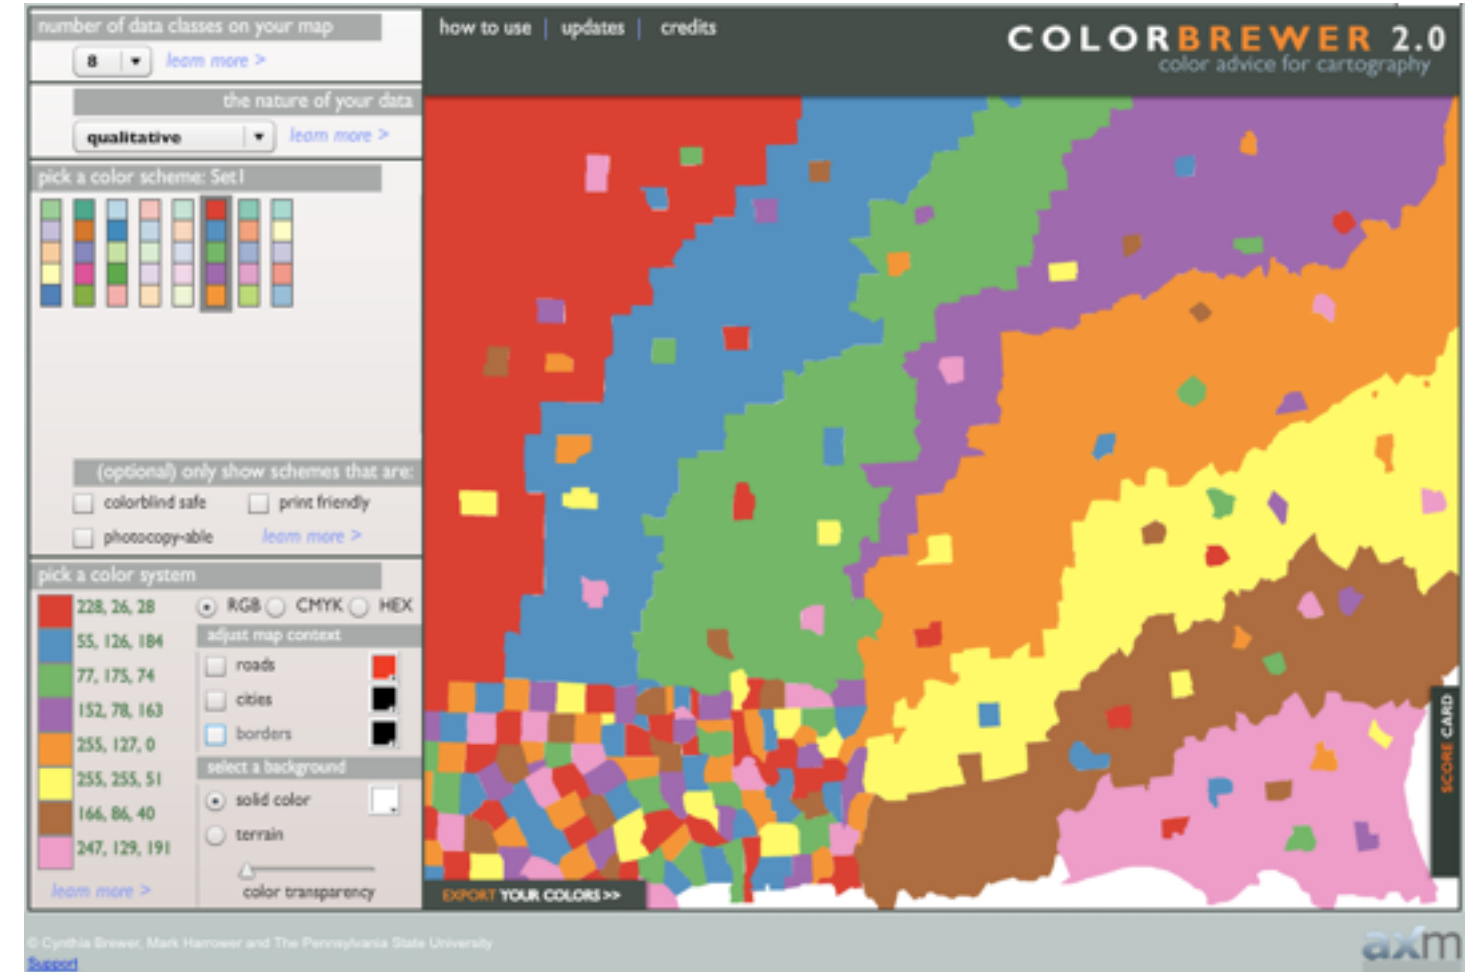 number of data classes on your map
8
learn more >
the nature of your data
qualitative
learn more >
pick a color scheme: Set1
(optional) only show schemes that are:
colorblind safe
print friendly
photocopy-able
learn more >
pick a color system
228, 26, 28
55, 126, 184
77, 175, 74
152, 78, 163
255, 127, 0
255, 255, 51
166, 86, 40
247, 129, 191
learn more >
RGB CMYK HEX
adjust map context
roads
cities
borders
select a background
solid color
terrain
color transparency
how to use | updates | credits
COLORBREWER 2.0
color advice for cartography
SCORE CARD
EXPORT YOUR COLORS >>
© Cynthia Brewer, Mark Harrower and The Pennsylvania State University
Support
axm